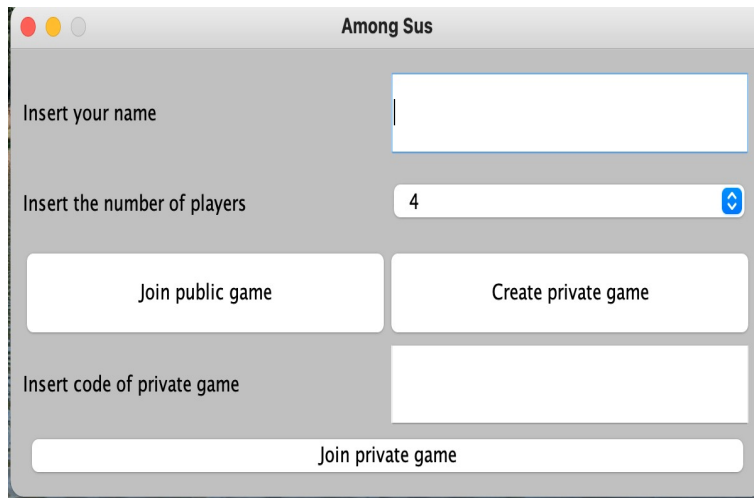 Among Sus
Insert your name
Insert the number of players
4
Join public game
Create private game
Insert code of private game
Join private game